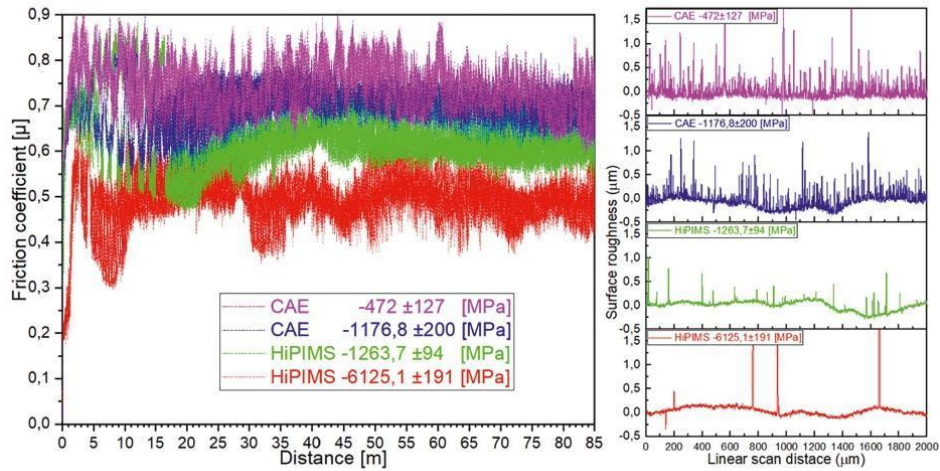 0,9
0,8
0,7
0,6
0,5
0,4
0,3
0,2
0,1
0,0
Friction coefficient [μ]
CAE -472 ±127 [MPa]
CAE -1176,8 ±200 [MPa]
HiPIMS -1263,7 ±94 [MPa]
HiPIMS -6125,1 ±191 [MPa]
0 5 10 15 20 25 30 35 40 45 50 55 60 65 70 75 80 85
Distance [m]
Surface roughness (μm)
CAE -472±127 [MPa]
1,5
1,0
0,5
0,0
-0,5
CAE -1176,8±200 [MPa]
1,5
1,0
0,5
0,0
-0,5
HiPIMS -1263,7±94 [MPa]
1,5
1,0
0,5
0,0
-0,5
HiPIMS -6125,1±191 [MPa]
1,5
1,0
0,5
0,0
-0,5
0 200 400 600 800 1000 1200 1400 1600 1800 2000
Linear scan distace (μm)